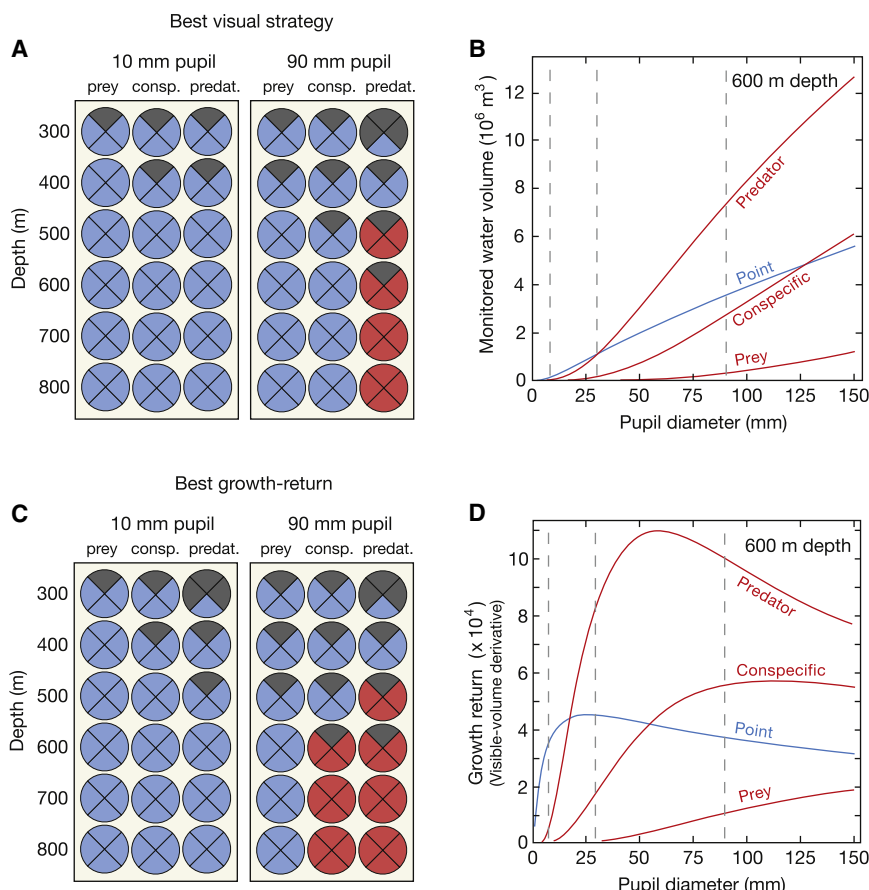 Best visual strategy
A
10 mm pupil
90 mm pupil
prey consp. predat.
prey consp. predat.
300
400
500
600
700
800
Depth (m)
B
600 m depth
Monitored water volume (10⁶ m³)
12
10
8
6
4
2
0
Predator
Point
Conspecific
Prey
0 25 50 75 100 125 150
Pupil diameter (mm)
Best growth-return
C
10 mm pupil
90 mm pupil
prey consp. predat.
prey consp. predat.
300
400
500
600
700
800
Depth (m)
D
600 m depth
Growth return (x 10⁴)
(Visible-volume derivative)
10
8
6
4
2
0
Predator
Conspecific
Point
Prey
0 25 50 75 100 125 150
Pupil diameter (mm)